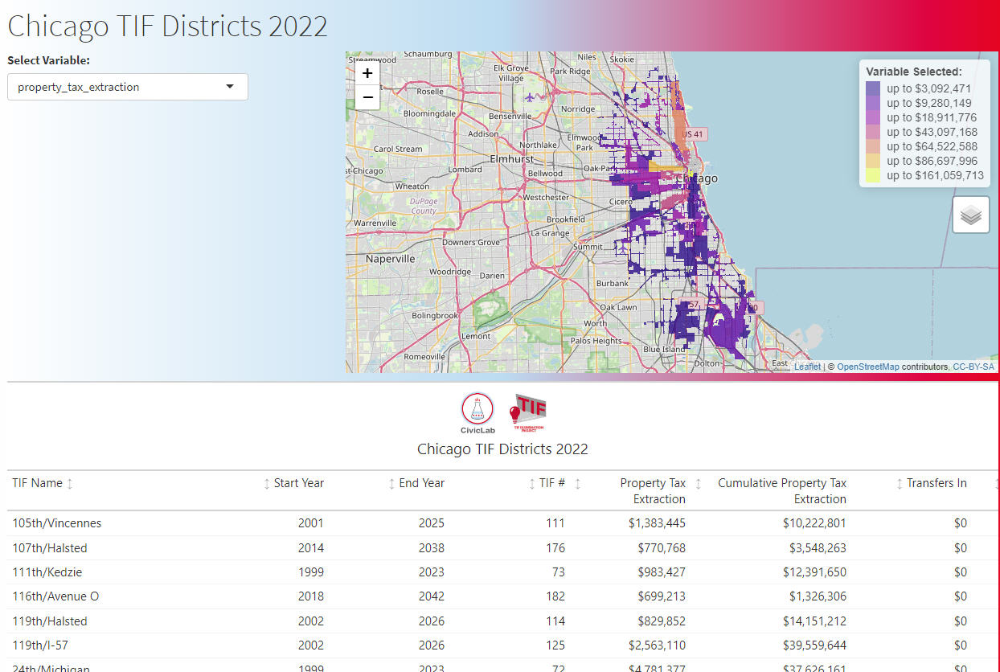 Chicago TIF Districts 2022
Select Variable:
property_tax_extraction
+
−
Streamwood
Schaumburg
Elk Grove
Village
Niles
Skokie
Park Ridge
Roselle
Norridge
Bloomingdale
Bensenville
Addison
Elmwood
Park
US 41
Carol Stream
Northlake
Elmhurst
Oak Park
st Chicago
Lombard
Bellwood
Chicago
Wheaton
Westchester
Cicero
DuPage
County
Warrenville
Brookfield
La Grange
Downers Grove
Summit
Naperville
Woodridge
Darien
Burbank
Oak Lawn
57
90
Bolingbrook
Worth
Lemont
Palos Heights
Blue Island
Romeoville
Dolton
East
Variable Selected:
up to $3,092,471
up to $9,280,149
up to $18,911,776
up to $43,097,168
up to $64,522,588
up to $86,697,996
up to $161,059,713
Leaflet | © OpenStreetMap contributors, CC-BY-SA
CivicLab
TIF
TIF ILLUMINATION
PROJECT
Chicago TIF Districts 2022
TIF Name Start Year End Year TIF # Property Tax Extraction Cumulative Property Tax Extraction Transfers In
105th/Vincennes 2001 2025 111 $1,383,445 $10,222,801 $0
107th/Halsted 2014 2038 176 $770,768 $3,548,263 $0
111th/Kedzie 1999 2023 73 $983,427 $12,391,650 $0
116th/Avenue O 2018 2042 182 $699,213 $1,326,306 $0
119th/Halsted 2002 2026 114 $829,852 $14,151,212 $0
119th/I-57 2002 2026 125 $2,563,110 $39,559,644 $0
24th/Michigan 1999 2023 72 $4,781,377 $37,626,161 $0